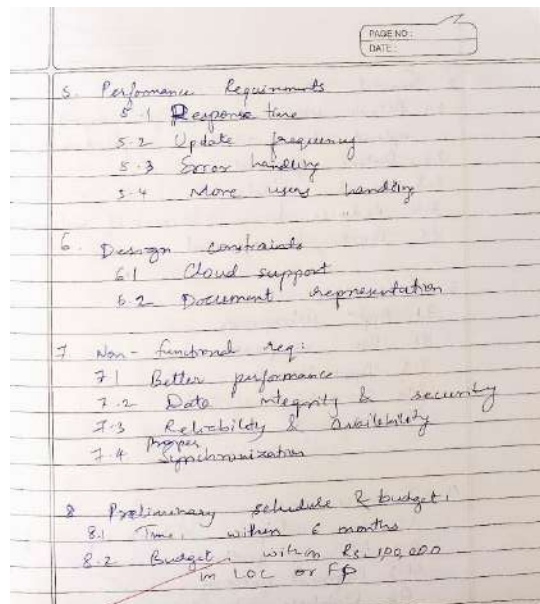 PAGE NO:
DATE:
5. Performance Requirements
5.1 Response time
5.2 Update frequency
5.3 Error handling
5.4 More users handling
6. Design constraints
6.1 Cloud support
6.2 Document representation
7. Non-functional req:
7.1 Better performance
7.2 Data integrity & security
7.3 Reliability & availability
7.4 Proper Synchronization
8 Preliminary schedule & budget:
8.1 Time: within 6 months
8.2 Budget: within Rs. 100,000
in LOC or FP